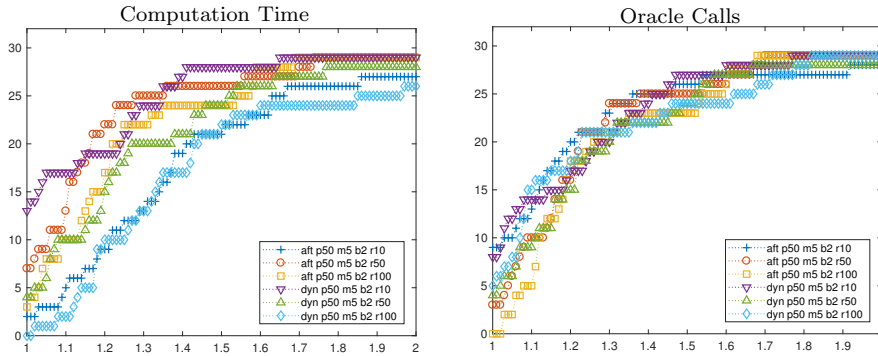 Computation Time
30
25
20
15
10
5
0
1 1.1 1.2 1.3 1.4 1.5 1.6 1.7 1.8 1.9 2
aft p50 m5 b2 r10
aft p50 m5 b2 r50
aft p50 m5 b2 r100
dyn p50 m5 b2 r10
dyn p50 m5 b2 r50
dyn p50 m5 b2 r100
Oracle Calls
30
25
20
15
10
5
0
1 1.1 1.2 1.3 1.4 1.5 1.6 1.7 1.8 1.9
aft p50 m5 b2 r10
aft p50 m5 b2 r50
aft p50 m5 b2 r100
dyn p50 m5 b2 r10
dyn p50 m5 b2 r50
dyn p50 m5 b2 r100